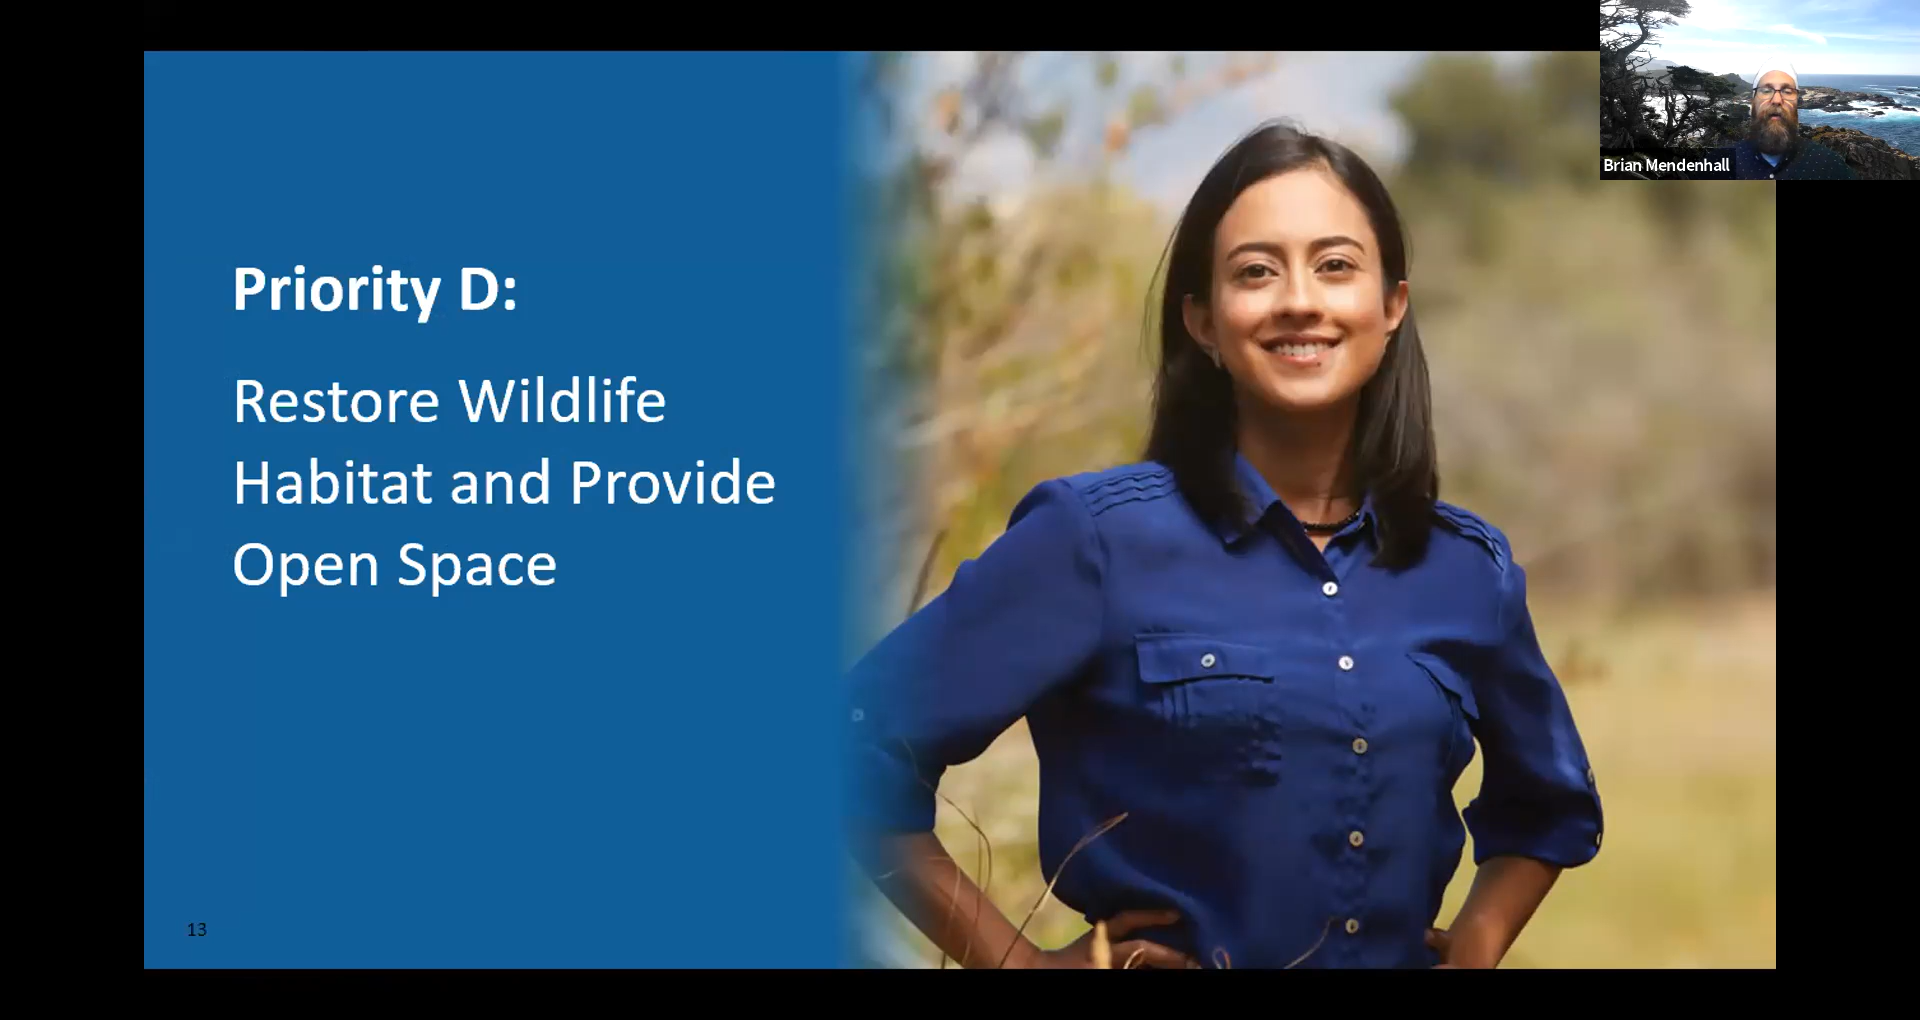 Brian Mendenhall
Priority D:
Restore Wildlife
Habitat and Provide
Open Space
13